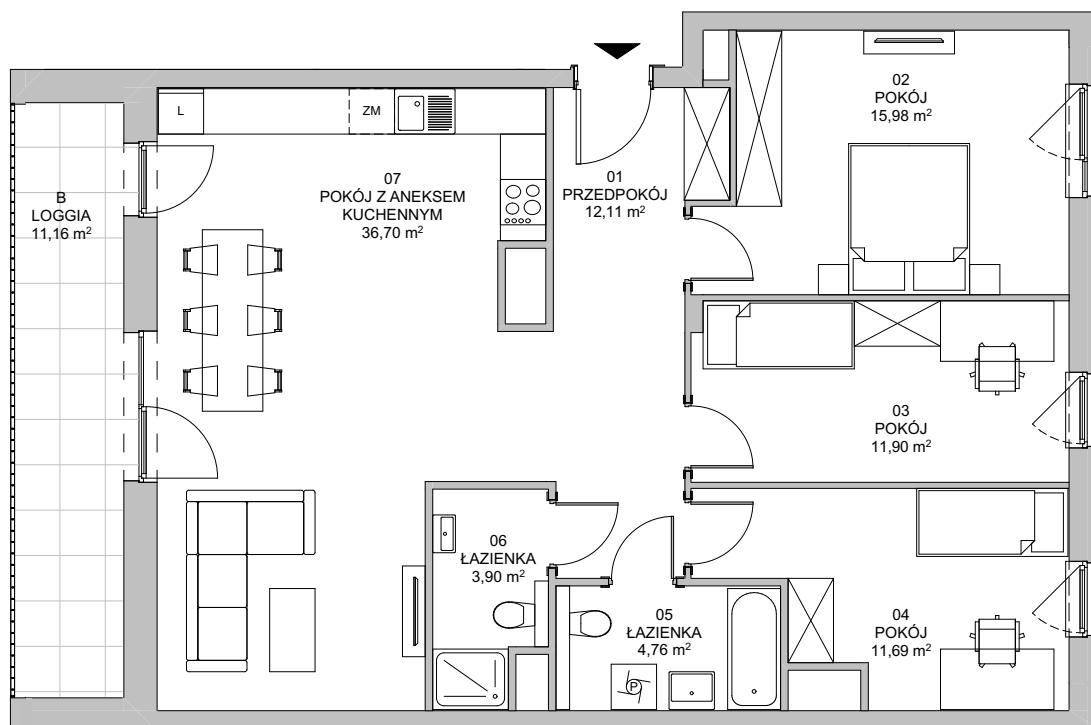 02
POKÓJ
15,98 m²
L
ZM
07
POKÓJ Z ANEKSEM
KUCHENNYM
36,70 m²
01
PRZEDPOKÓJ
12,11 m²
B
LOGGIA
11,16 m²
03
POKÓJ
11,90 m²
06
ŁAZIENKA
3,90 m²
05
ŁAZIENKA
4,76 m²
04
POKÓJ
11,69 m²
P